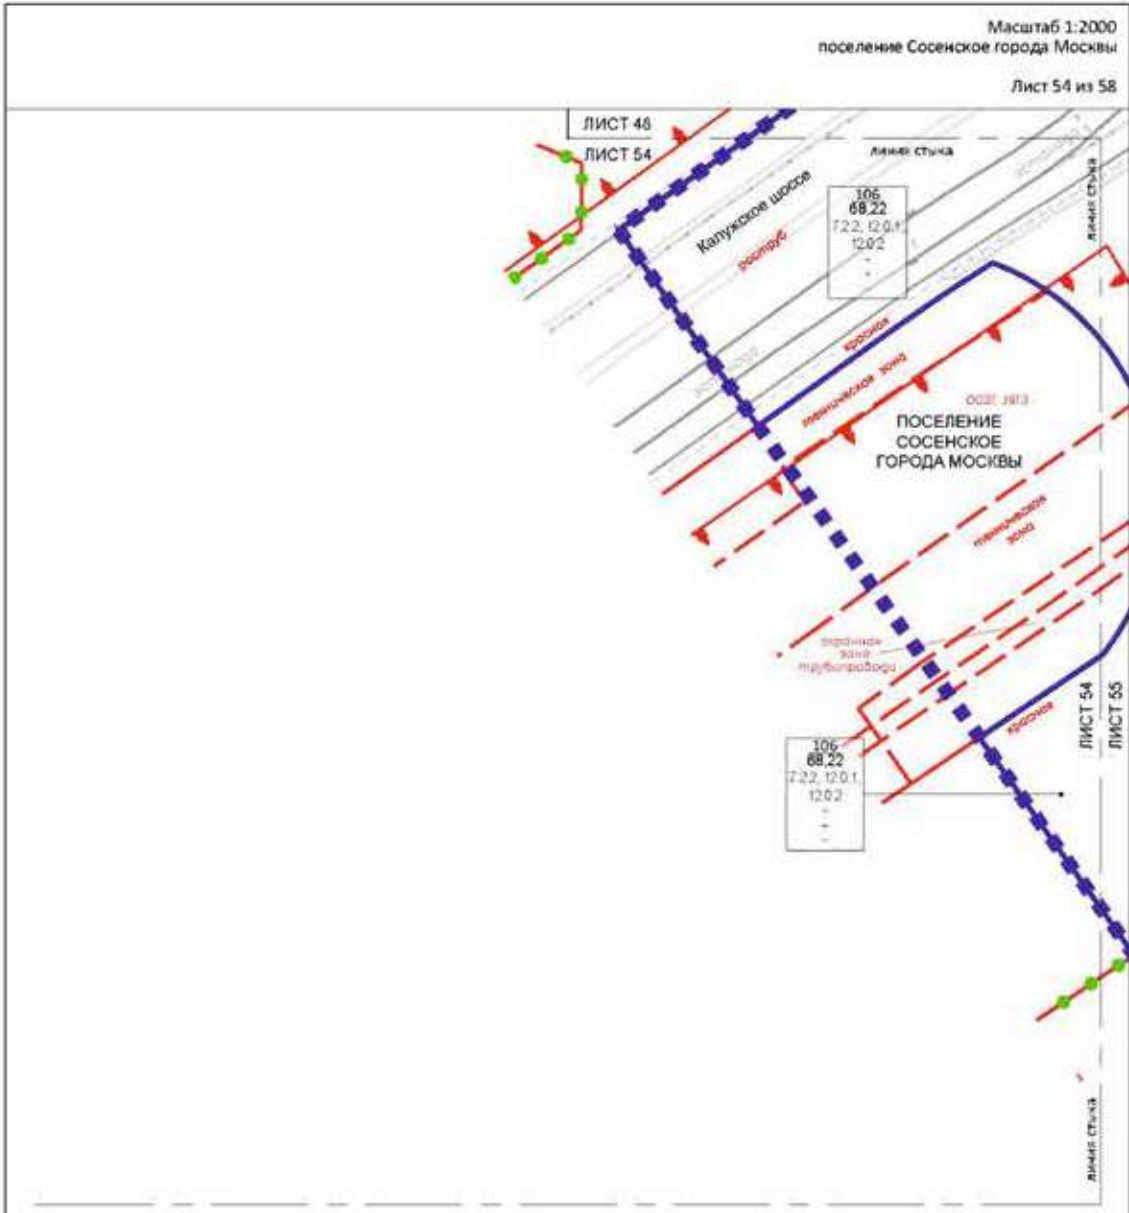 Масштаб 1:2000
поселение Сосенское города Москвы
Лист 54 из 58
ЛИСТ 48
ЛИСТ 54
линия стыка
линия стыка
Калужское шоссе
раструб
106
68,22
7.2.2, 12.0.1,
12.0.2
-
-
-
красная
техническая зона
ПОСЕЛЕНИЕ
СОСЕНСКОЕ
ГОРОДА МОСКВЫ
техническая
зона
охранная
зона
трубопровода
красная
ЛИСТ 54
ЛИСТ 55
106
68,22
7.2.2, 12.0.1,
12.0.2
-
-
-
линия стыка